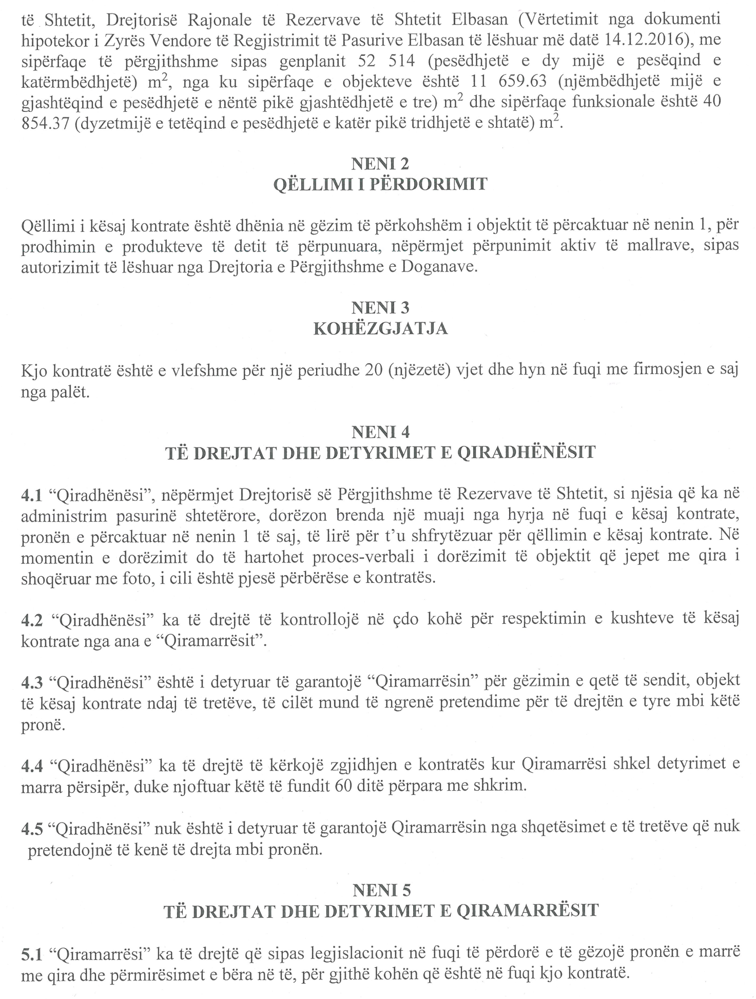 të Shtetit, Drejtorisë Rajonale të Rezervave të Shtetit Elbasan (Vërtetimit nga dokumenti
hipotekor i Zyrës Vendore të Regjistrimit të Pasurive Elbasan të lëshuar më datë 14.12.2016), me
sipërfaqe të përgjithshme sipas genplanit 52 514 (pesëdhjetë e dy mijë e pesëqind e
katërmbëdhjetë) m², nga ku sipërfaqe e objekteve është 11 659.63 (njëmbëdhjetë mijë e
gjashtëqind e pesëdhjetë e nëntë pikë gjashtëdhjetë e tre) m² dhe sipërfaqe funksionale është 40
854.37 (dyzetmijë e tetëqind e pesëdhjetë e katër pikë tridhjetë e shtatë) m².
NENI 2
QËLLIMI I PËRDORIMIT
Qëllimi i kësaj kontrate është dhënia në gëzim të përkohshëm i objektit të përcaktuar në nenin 1, për
prodhimin e produkteve të detit të përpunuara, nëpërmjet përpunimit aktiv të mallrave, sipas
autorizimit të lëshuar nga Drejtoria e Përgjithshme e Doganave.
NENI 3
KOHËZGJATJA
Kjo kontratë është e vlefshme për një periudhe 20 (njëzetë) vjet dhe hyn në fuqi me firmosjen e saj
nga palët.
NENI 4
TË DREJTAT DHE DETYRIMET E QIRADHËNËSIT
4.1 “Qiradhënësi”, nëpërmjet Drejtorisë së Përgjithshme të Rezervave të Shtetit, si njësia që ka në
administrim pasurinë shtetërore, dorëzon brenda një muaji nga hyrja në fuqi e kësaj kontrate,
pronën e përcaktuar në nenin 1 të saj, të lirë për t’u shfrytëzuar për qëllimin e kësaj kontrate. Në
momentin e dorëzimit do të hartohet proces-verbali i dorëzimit të objektit që jepet me qira i
shoqëruar me foto, i cili është pjesë përbërëse e kontratës.
4.2 “Qiradhënësi” ka të drejtë të kontrollojë në çdo kohë për respektimin e kushteve të kësaj
kontrate nga ana e “Qiramarrësit”.
4.3 “Qiradhënësi” është i detyruar të garantojë “Qiramarrësin” për gëzimin e qetë të sendit, objekt
të kësaj kontrate ndaj të tretëve, të cilët mund të ngrenë pretendime për të drejtën e tyre mbi këtë
pronë.
4.4 “Qiradhënësi” ka të drejtë të kërkojë zgjidhjen e kontratës kur Qiramarrësi shkel detyrimet e
marra përsipër, duke njoftuar këtë të fundit 60 ditë përpara me shkrim.
4.5 “Qiradhënësi” nuk është i detyruar të garantojë Qiramarrësin nga shqetësimet e të tretëve që nuk
pretendojnë të kenë të drejta mbi pronën.
NENI 5
TË DREJTAT DHE DETYRIMET E QIRAMARRËSIT
5.1 “Qiramarrësi” ka të drejtë që sipas legjislacionit në fuqi të përdorë e të gëzojë pronën e marrë
me qira dhe përmirësimet e bëra në të, për gjithë kohën që është në fuqi kjo kontratë.